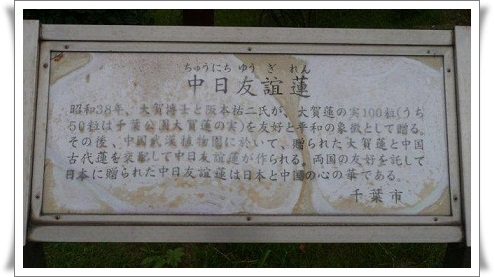 ちゅうにち ゆう ぎ れん
中日友誼蓮
昭和38年、大賀博士と阪本祐二氏が、大賀蓮の実100粒(うち
50粒は千葉公園大賀蓮の実)を友好と平和の象徴として贈る。
その後、中国武漢植物園に於いて、贈られた大賀蓮と中国
古代蓮を交配して中日友誼蓮が作られる。両国の友好を託して
日本に贈られた中日友誼蓮は日本と中国の心の華である。
千葉市